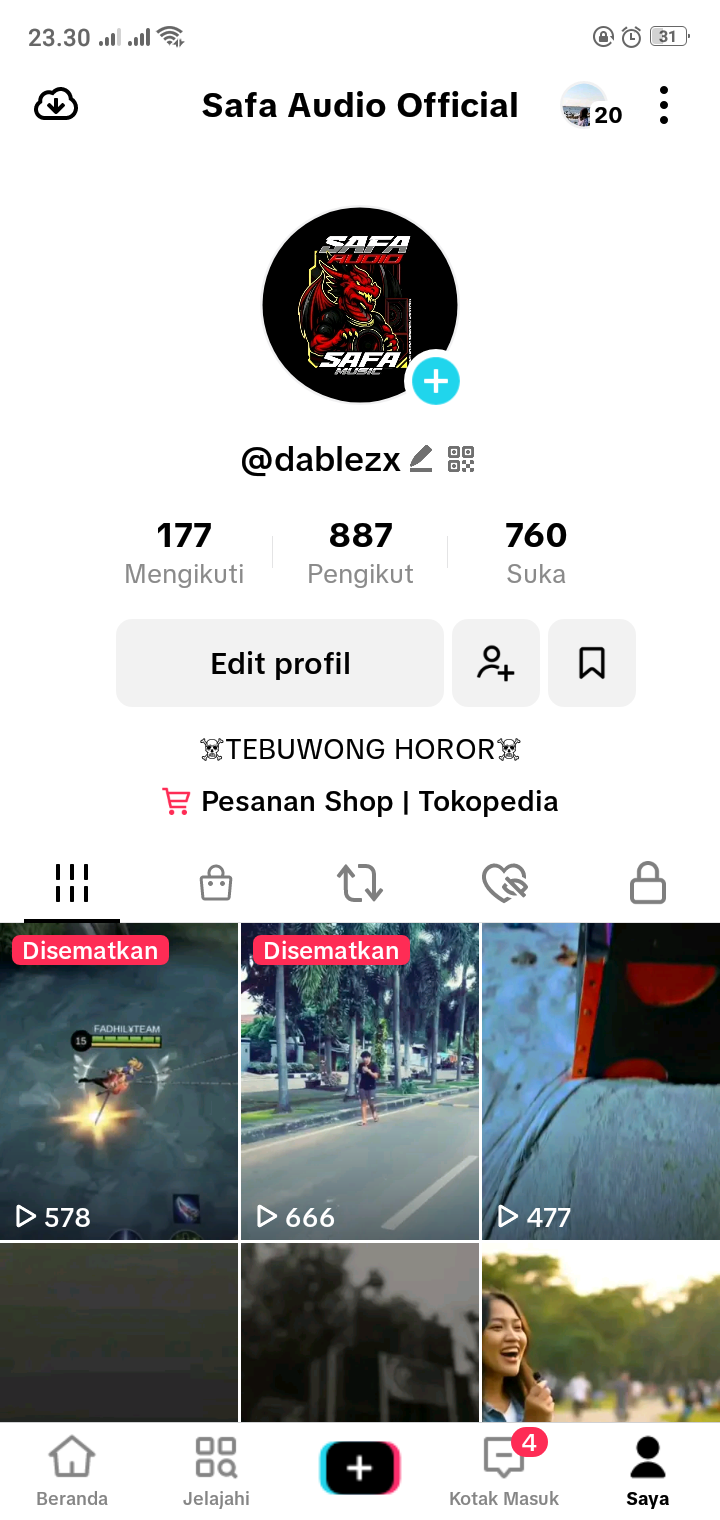 23.30
31
Safa Audio Official
20
SAFA
AUDIO
SAFA
MUSIC
@dablezx
177 887 760
Mengikuti Pengikut Suka
Edit profil
☠TEBUWONG HOROR☠
Pesanan Shop | Tokopedia
Disematkan Disematkan
FADHIL¥TEAM
15
578 666 477
4
Beranda Jelajahi Kotak Masuk Saya